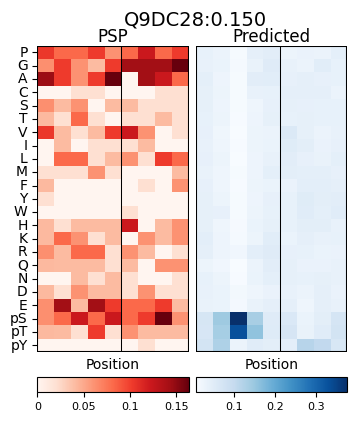 Q9DC28:0.150
PSP Predicted
P
G
A
C
S
T
V
I
L
M
F
Y
W
H
K
R
Q
N
D
E
pS
pT
pY
Position Position
0 0.05 0.1 0.15 0.1 0.2 0.3